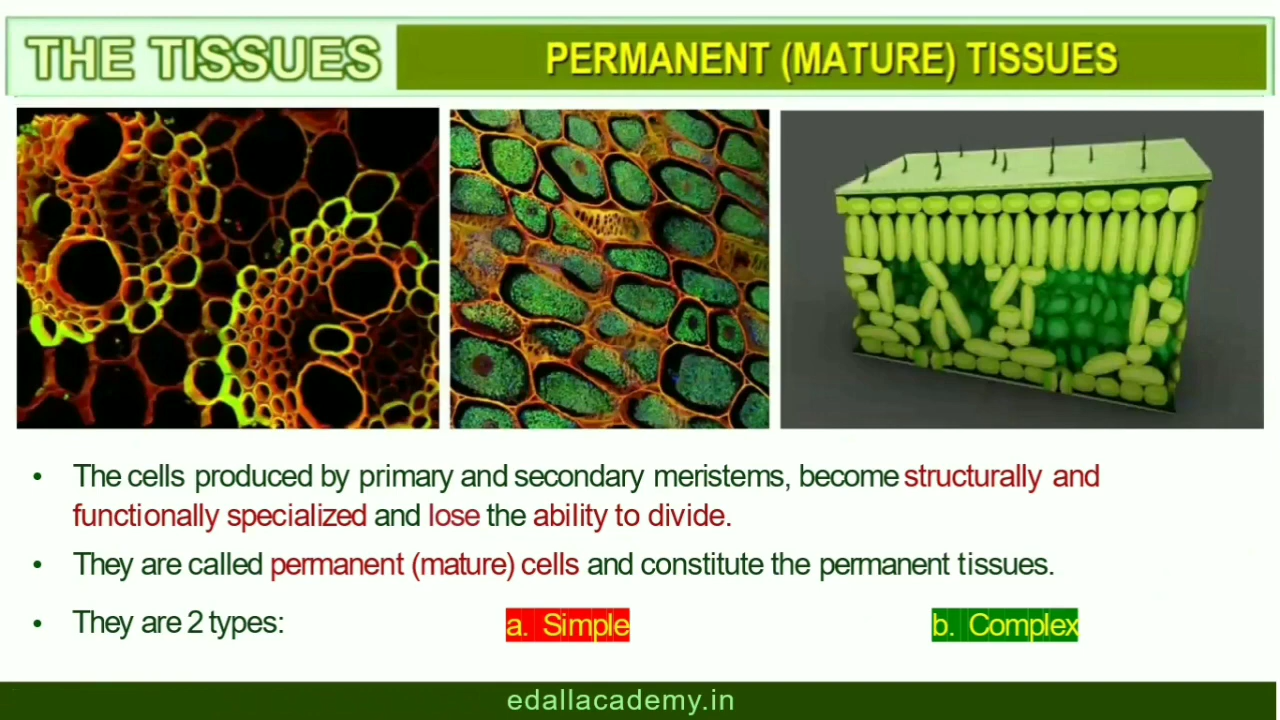 THE TISSUES
PERMANENT (MATURE) TISSUES
• The cells produced by primary and secondary meristems, become structurally and
functionally specialized and lose the ability to divide.
• They are called permanent (mature) cells and constitute the permanent tissues.
• They are 2 types: a. Simple b. Complex
edallacademy.in